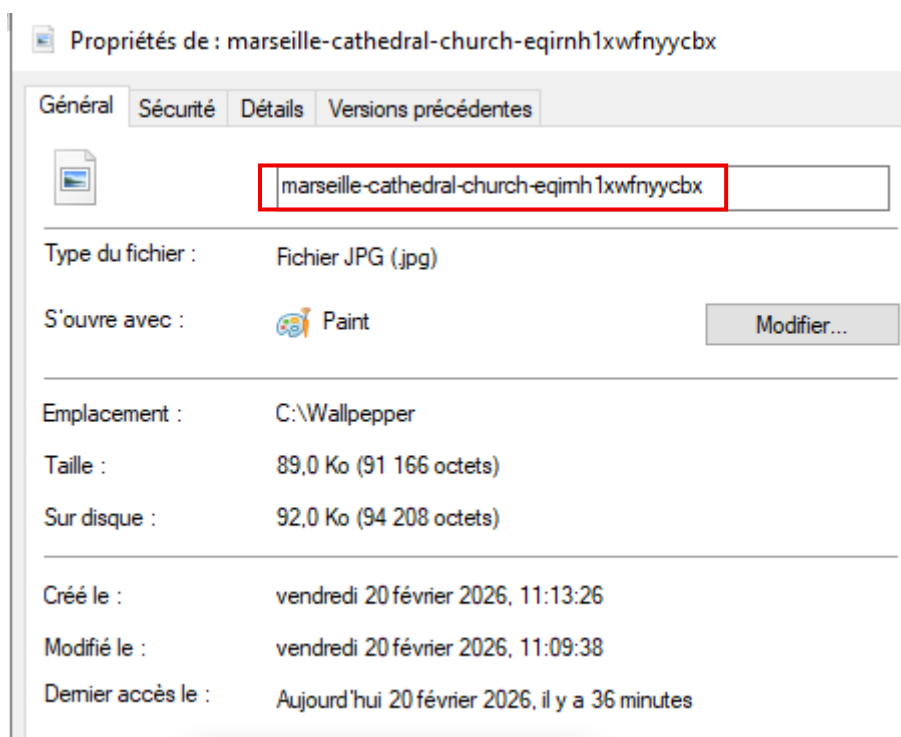 Propriétés de : marseille-cathedral-church-eqirnh1xwfnyycbx
Général Sécurité Détails Versions précédentes
marseille-cathedral-church-eqirnh1xwfnyycbx
Type du fichier : Fichier JPG (.jpg)
S'ouvre avec : Paint Modifier...
Emplacement : C:\Wallpepper
Taille : 89,0 Ko (91 166 octets)
Sur disque : 92,0 Ko (94 208 octets)
Créé le : vendredi 20 février 2026, 11:13:26
Modifié le : vendredi 20 février 2026, 11:09:38
Dernier accès le : Aujourd'hui 20 février 2026, il y a 36 minutes